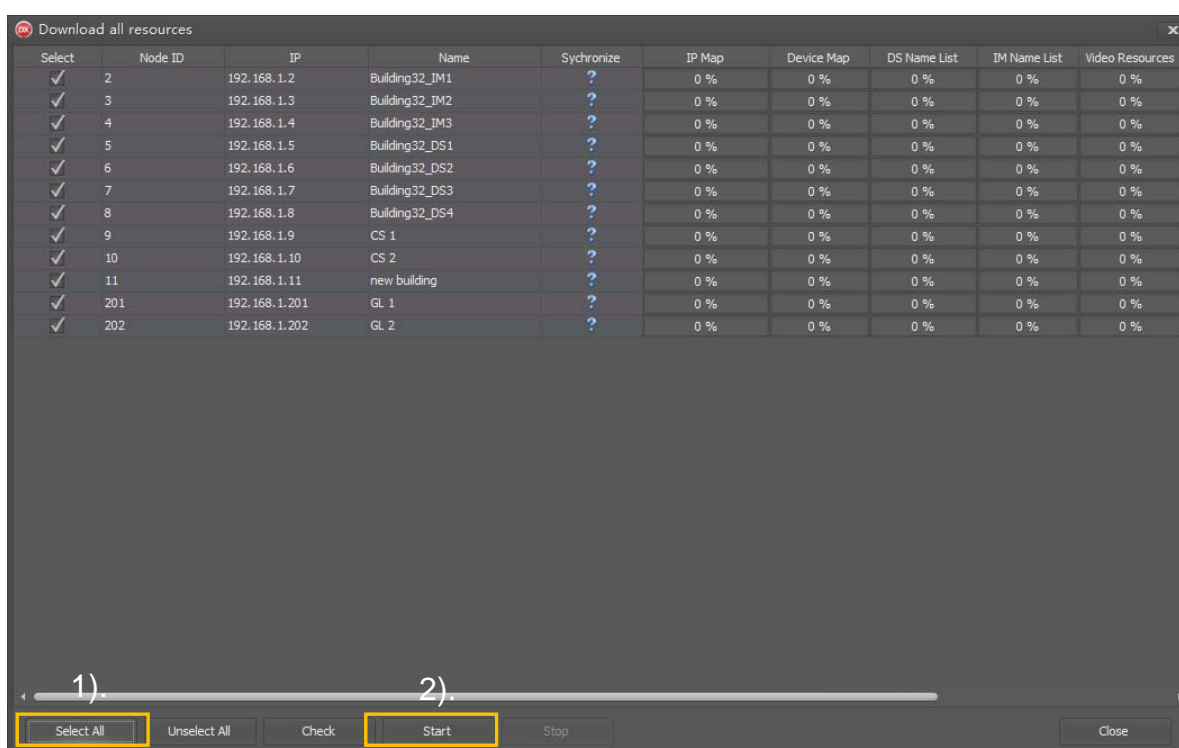 DX Download all resources x
Select Node ID IP Name Sychronize IP Map Device Map DS Name List IM Name List Video Resources
2 192.168.1.2 Building32_IM1 ? 0 % 0 % 0 % 0 % 0 %
3 192.168.1.3 Building32_IM2 ? 0 % 0 % 0 % 0 % 0 %
4 192.168.1.4 Building32_IM3 ? 0 % 0 % 0 % 0 % 0 %
5 192.168.1.5 Building32_DS1 ? 0 % 0 % 0 % 0 % 0 %
6 192.168.1.6 Building32_DS2 ? 0 % 0 % 0 % 0 % 0 %
7 192.168.1.7 Building32_DS3 ? 0 % 0 % 0 % 0 % 0 %
8 192.168.1.8 Building32_DS4 ? 0 % 0 % 0 % 0 % 0 %
9 192.168.1.9 CS 1 ? 0 % 0 % 0 % 0 % 0 %
10 192.168.1.10 CS 2 ? 0 % 0 % 0 % 0 % 0 %
11 192.168.1.11 new building ? 0 % 0 % 0 % 0 % 0 %
201 192.168.1.201 GL 1 ? 0 % 0 % 0 % 0 % 0 %
202 192.168.1.202 GL 2 ? 0 % 0 % 0 % 0 % 0 %
1). 2).
Select All Unselect All Check Start Stop Close